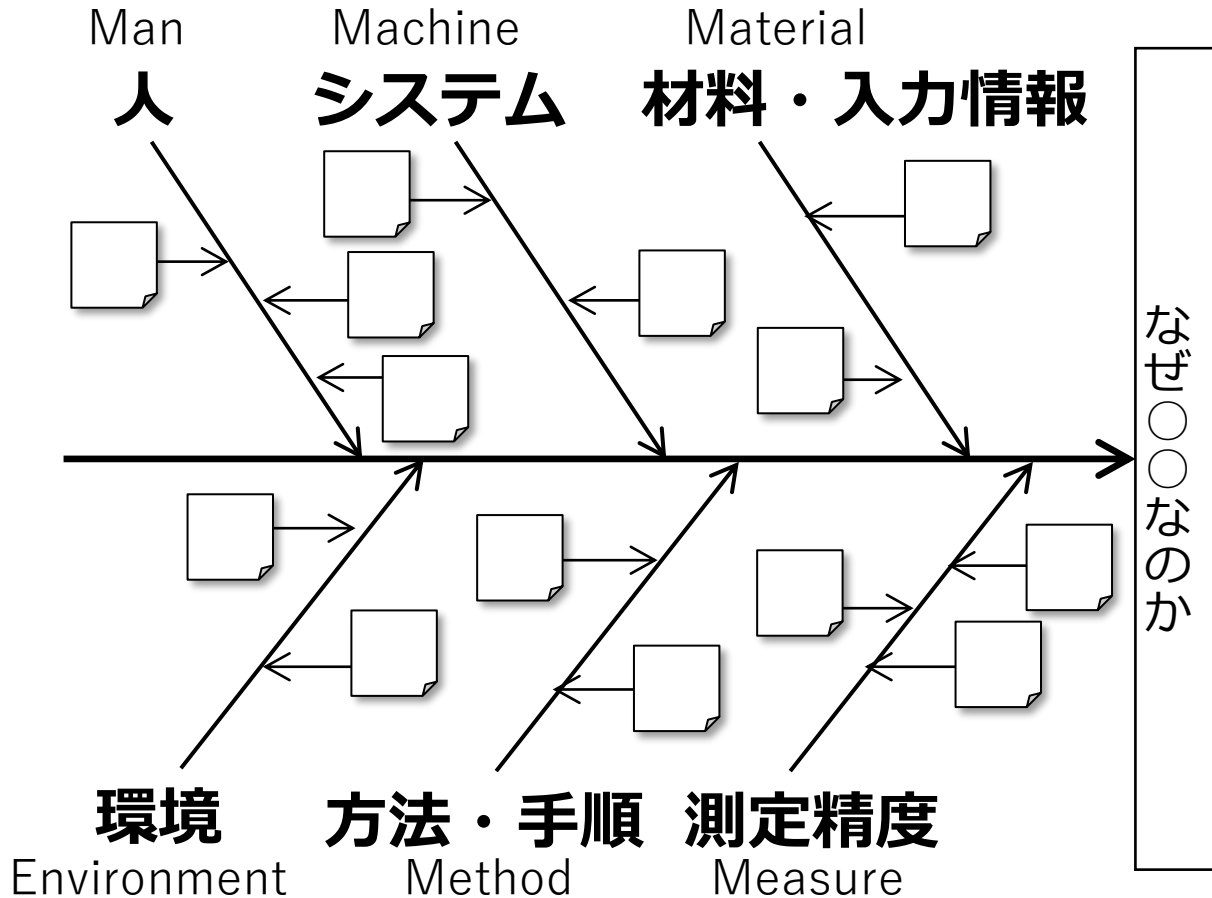 Man
人
Machine
システム
Material
材料・入力情報
なぜ○○なのか
環境
Environment
方法・手順
Method
測定精度
Measure